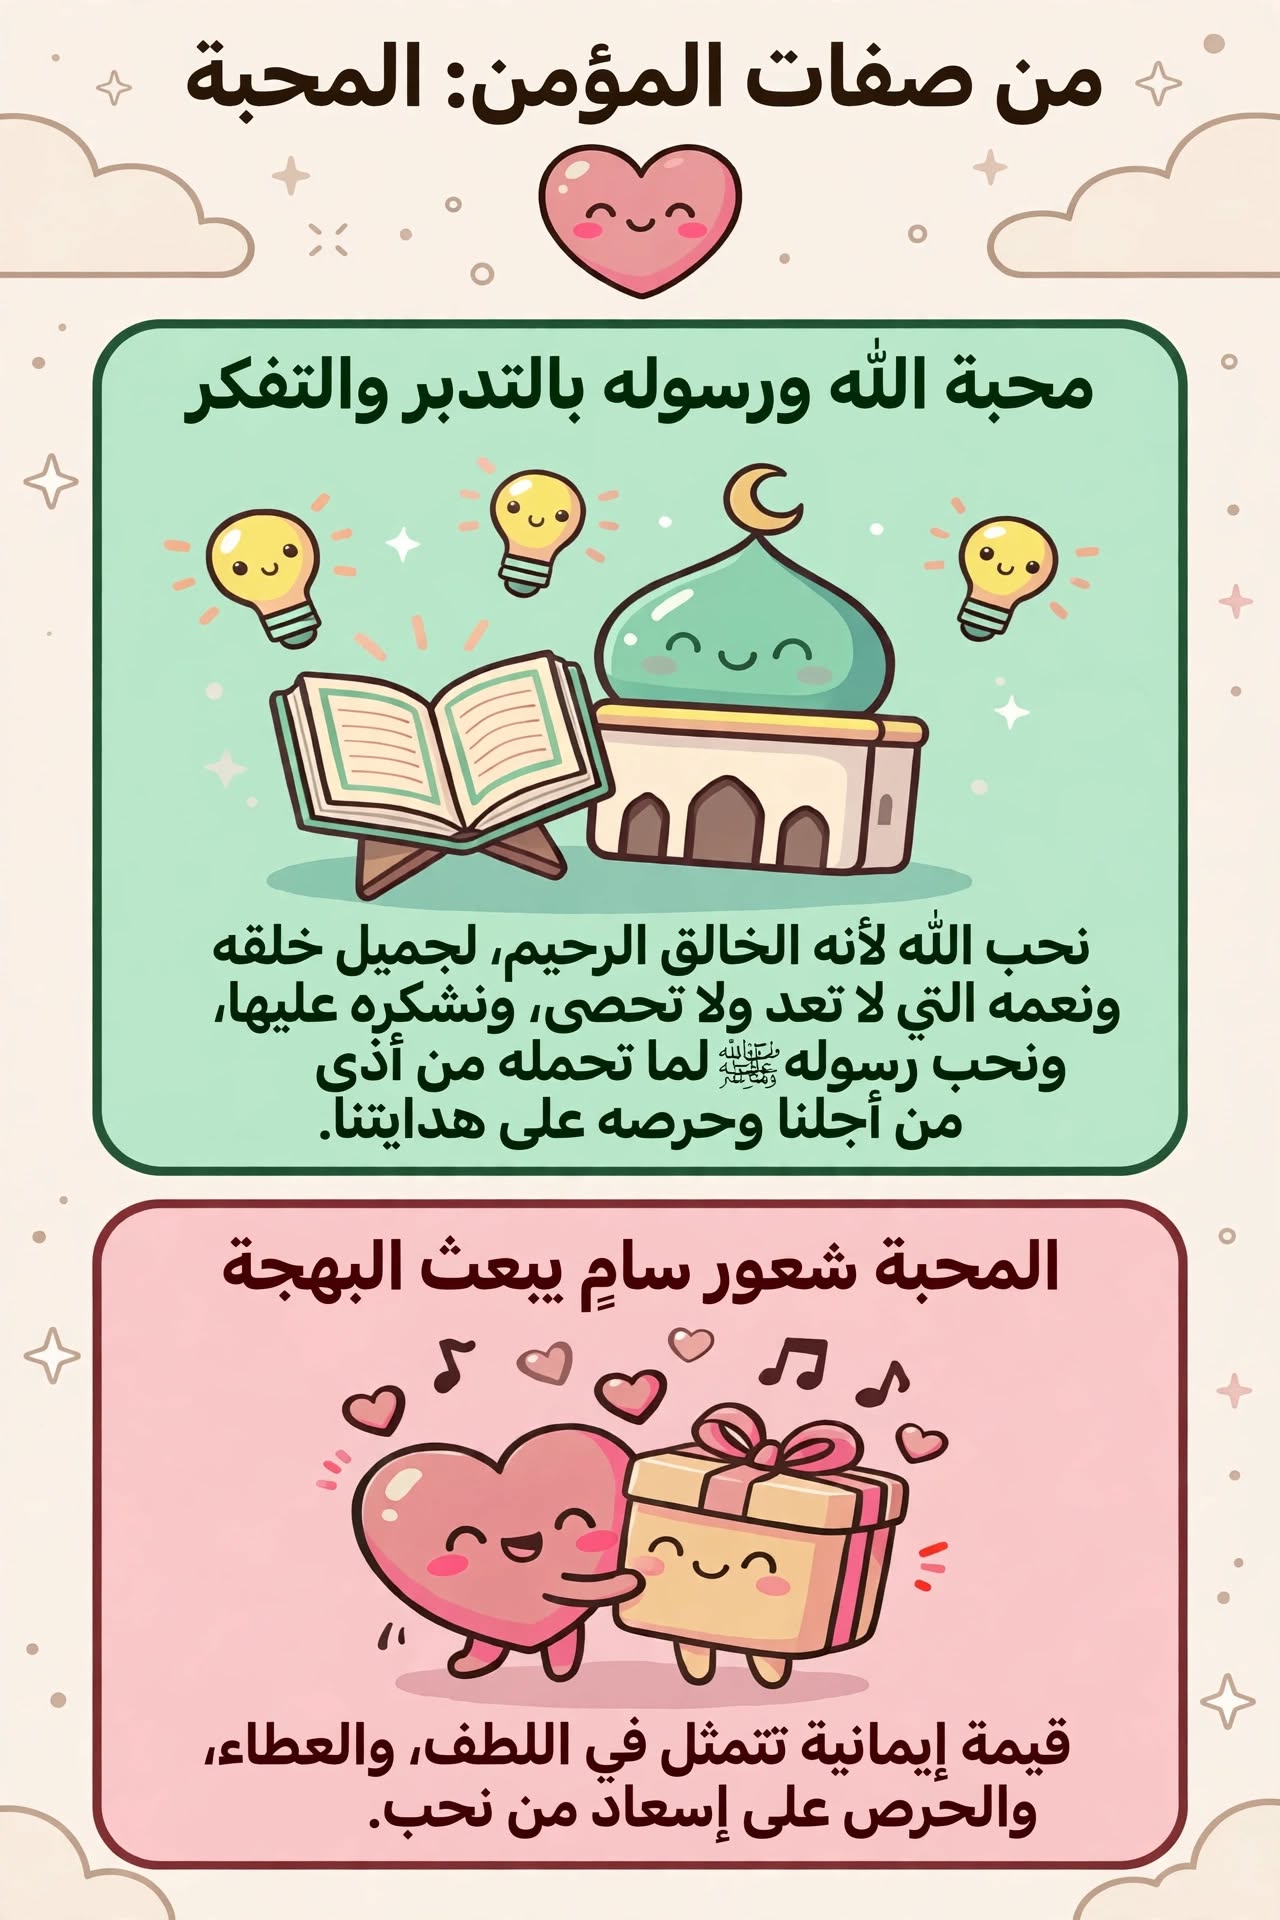 من صفات المؤمن: المحبة
محبة الله ورسوله بالتدبر والتفكر
نحب الله لأنه الخالق الرحيم، لجميل خلقه
ونعمه التي لا تعد ولا تحصى، ونشكره عليها،
ونحب رسوله ﷺ لما تحمله من أذى
من أجلنا وحرصه على هدايتنا.
المحبة شعور سامٍ يبعث البهجة
قيمة إيمانية تتمثل في اللطف، والعطاء،
والحرص على إسعاد من نحب.